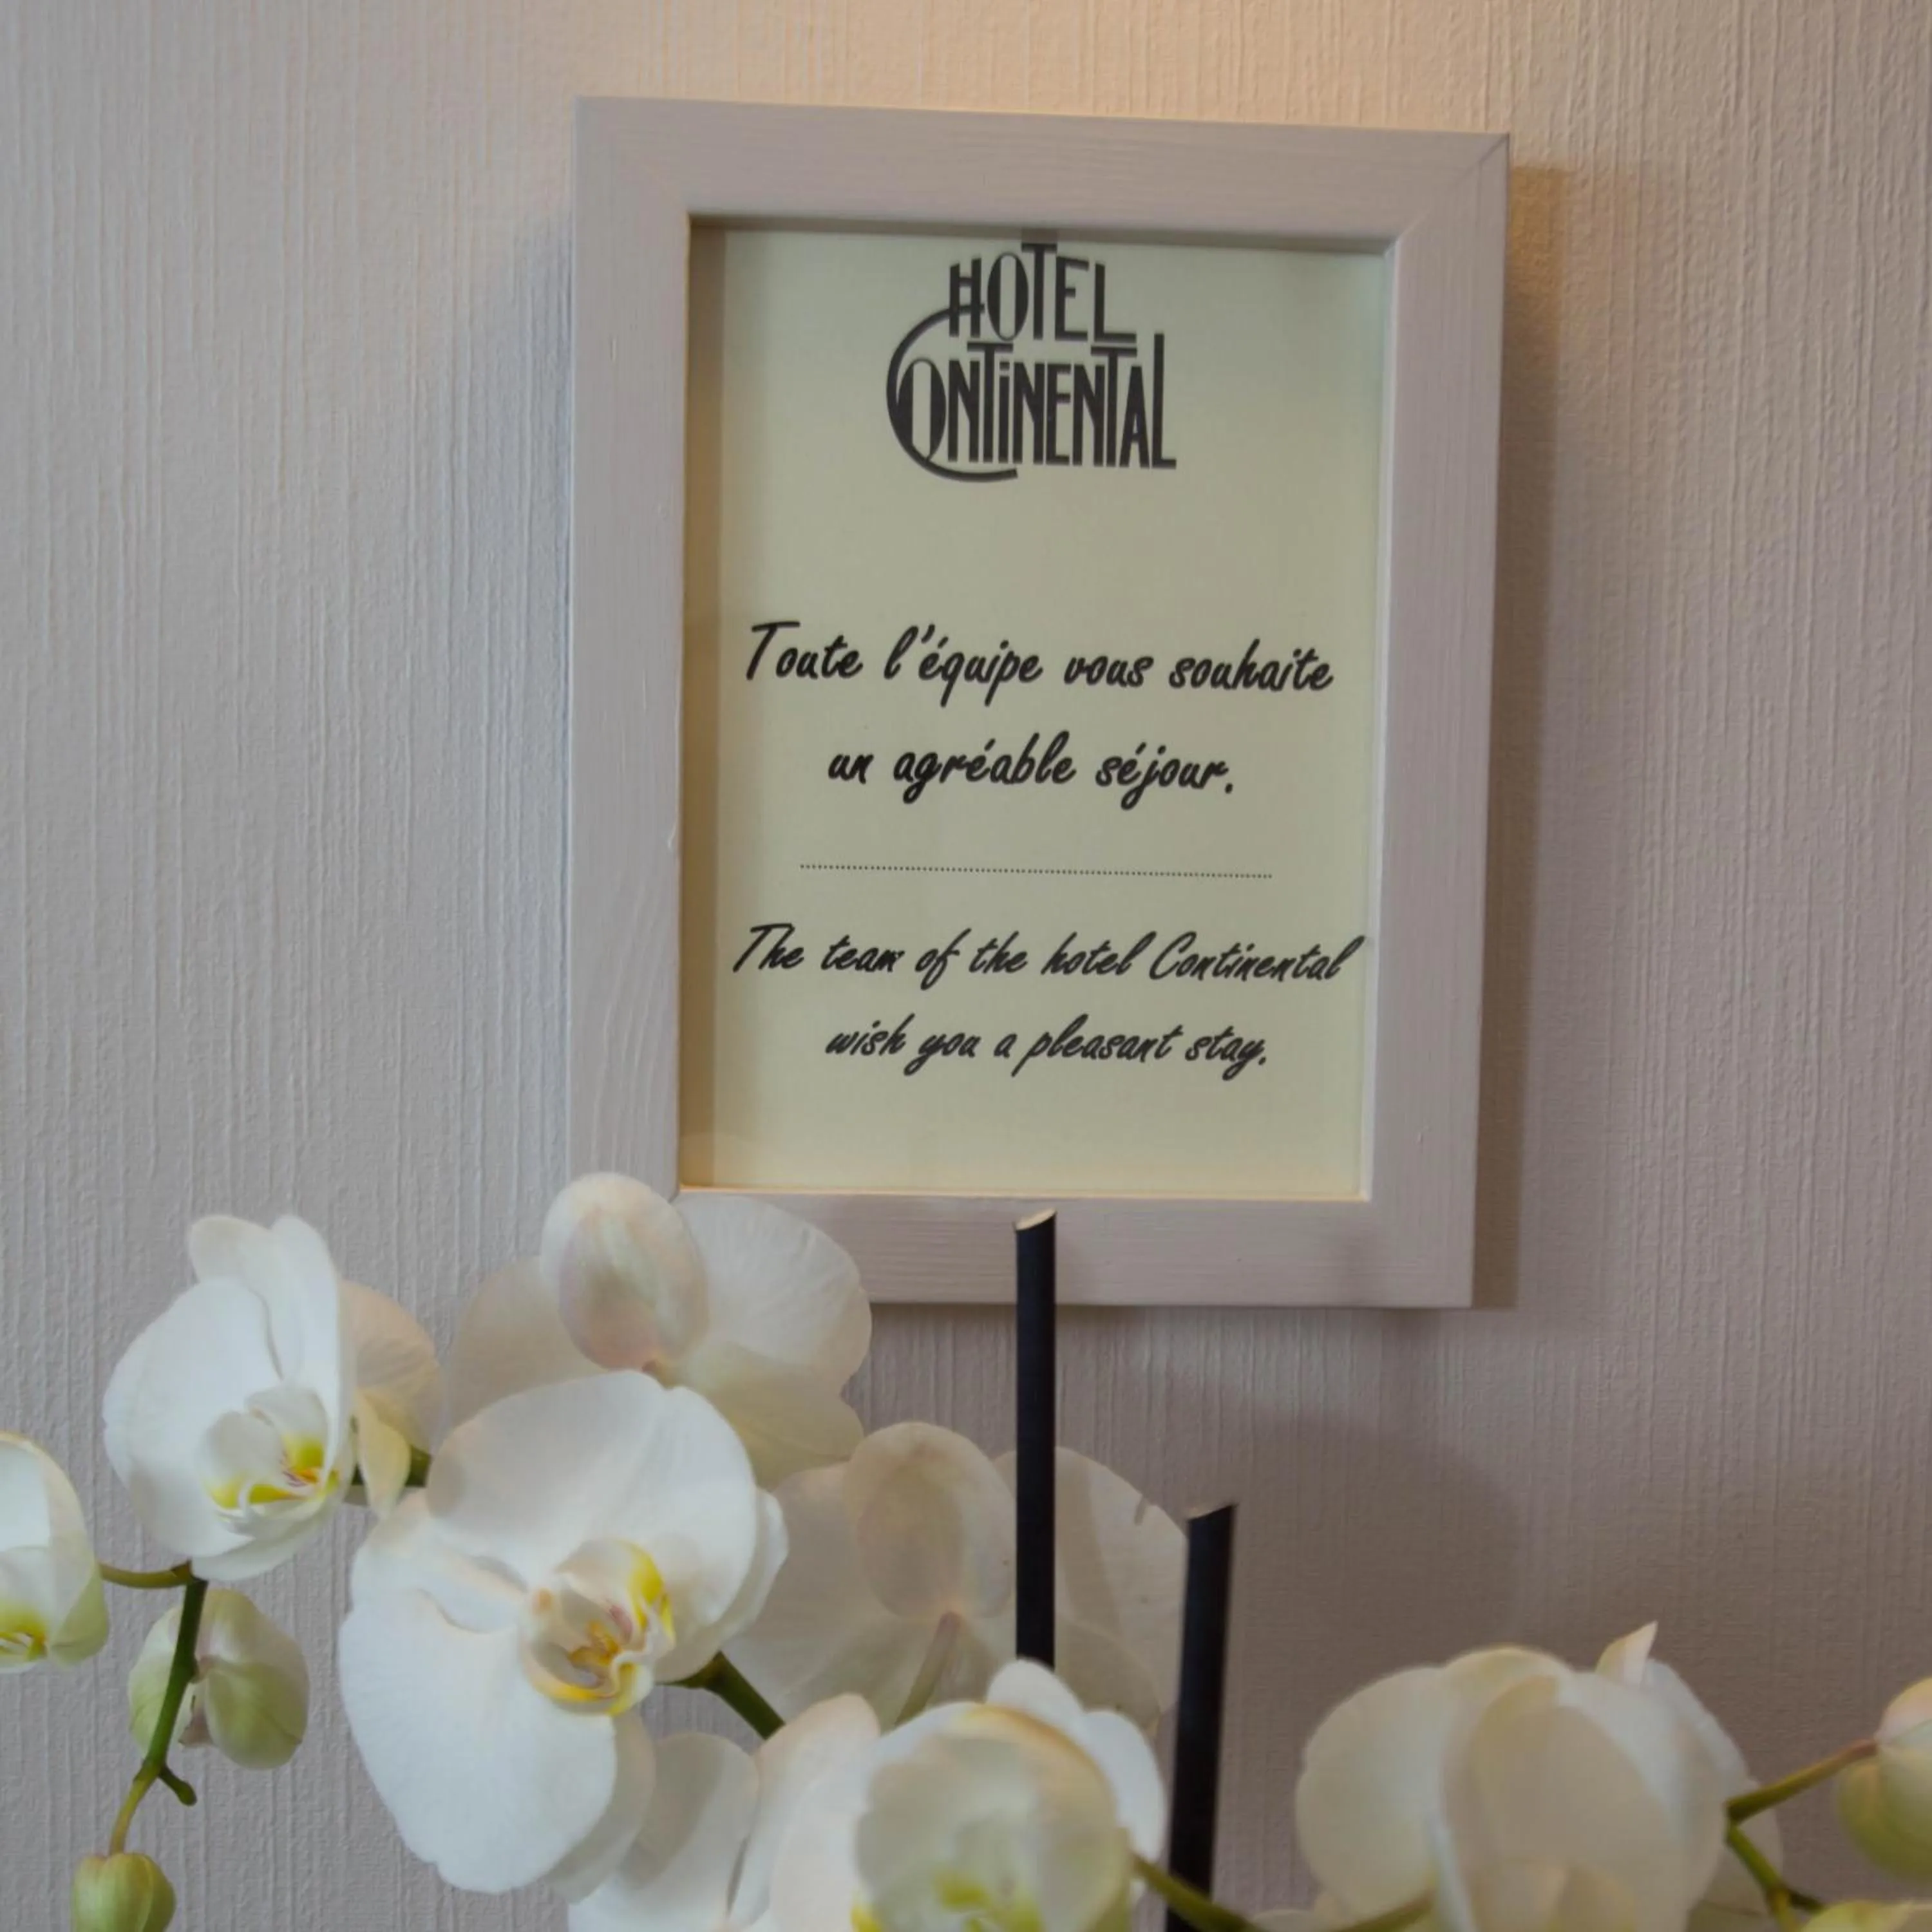 HOTEL
CONTiNENTAL
Toute l'équipe vous souhaite
un agréable séjour.
The team of the hotel Continental
wish you a pleasant stay.